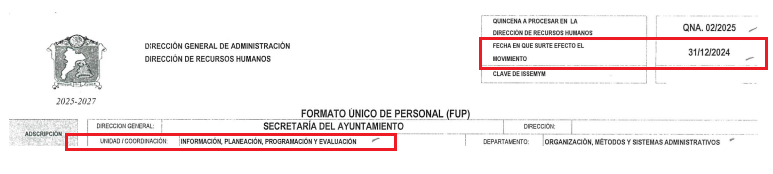 QUINCENA A PROCESAR EN LA
DIRECCIÓN DE RECURSOS HUMANOS
QNA. 02/2025
FECHA EN QUE SURTE EFECTO EL
MOVIMIENTO
31/12/2024
CLAVE DE ISSEMYM
DIRECCIÓN GENERAL DE ADMINISTRACIÓN
DIRECCIÓN DE RECURSOS HUMANOS
2025-2027
FORMATO ÚNICO DE PERSONAL (FUP)
ADSCRIPCIÓN
DIRECCION GENERAL: SECRETARÍA DEL AYUNTAMIENTO DIRECCIÓN:
UNIDAD / COORDINACIÓN: INFORMACIÓN, PLANEACIÓN, PROGRAMACIÓN Y EVALUACIÓN DEPARTAMENTO: ORGANIZACIÓN, MÉTODOS Y SISTEMAS ADMINISTRATIVOS